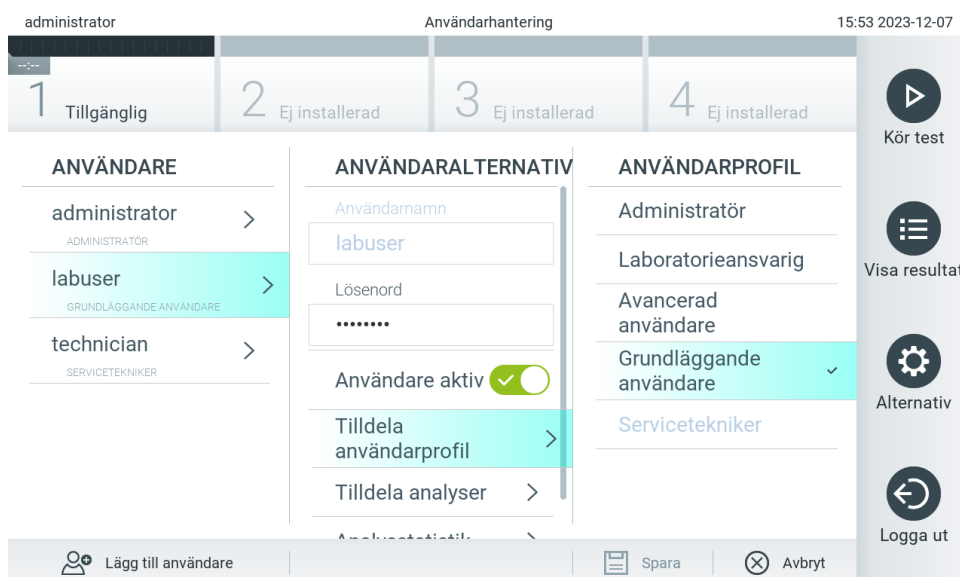 administrator
Användarhantering
15:53 2023-12-07
--:--
1 Tillgänglig
2 Ej installerad
3 Ej installerad
4 Ej installerad
Kör test
Visa resultat
Alternativ
Logga ut
ANVÄNDARE
administrator
ADMINISTRATÖR
labuser
GRUNDLÄGGANDE ANVÄNDARE
technician
SERVICETEKNIKER
ANVÄNDARALTERNATIV
Användarnamn
labuser
Lösenord
••••••••
Användare aktiv
Tilldela
användarprofil
Tilldela analyser
Analysstatistik
ANVÄNDARPROFIL
Administratör
Laboratorieansvarig
Avancerad
användare
Grundläggande
användare
Servicetekniker
Lägg till användare
Spara
Avbryt